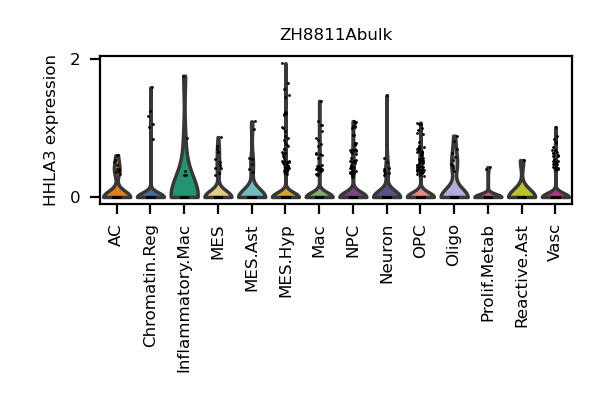 ZH8811Abulk
HHLA3 expression
2
0
AC
Chromatin.Reg
Inflammatory.Mac
MES
MES.Ast
MES.Hyp
Mac
NPC
Neuron
OPC
Oligo
Prolif.Metab
Reactive.Ast
Vasc